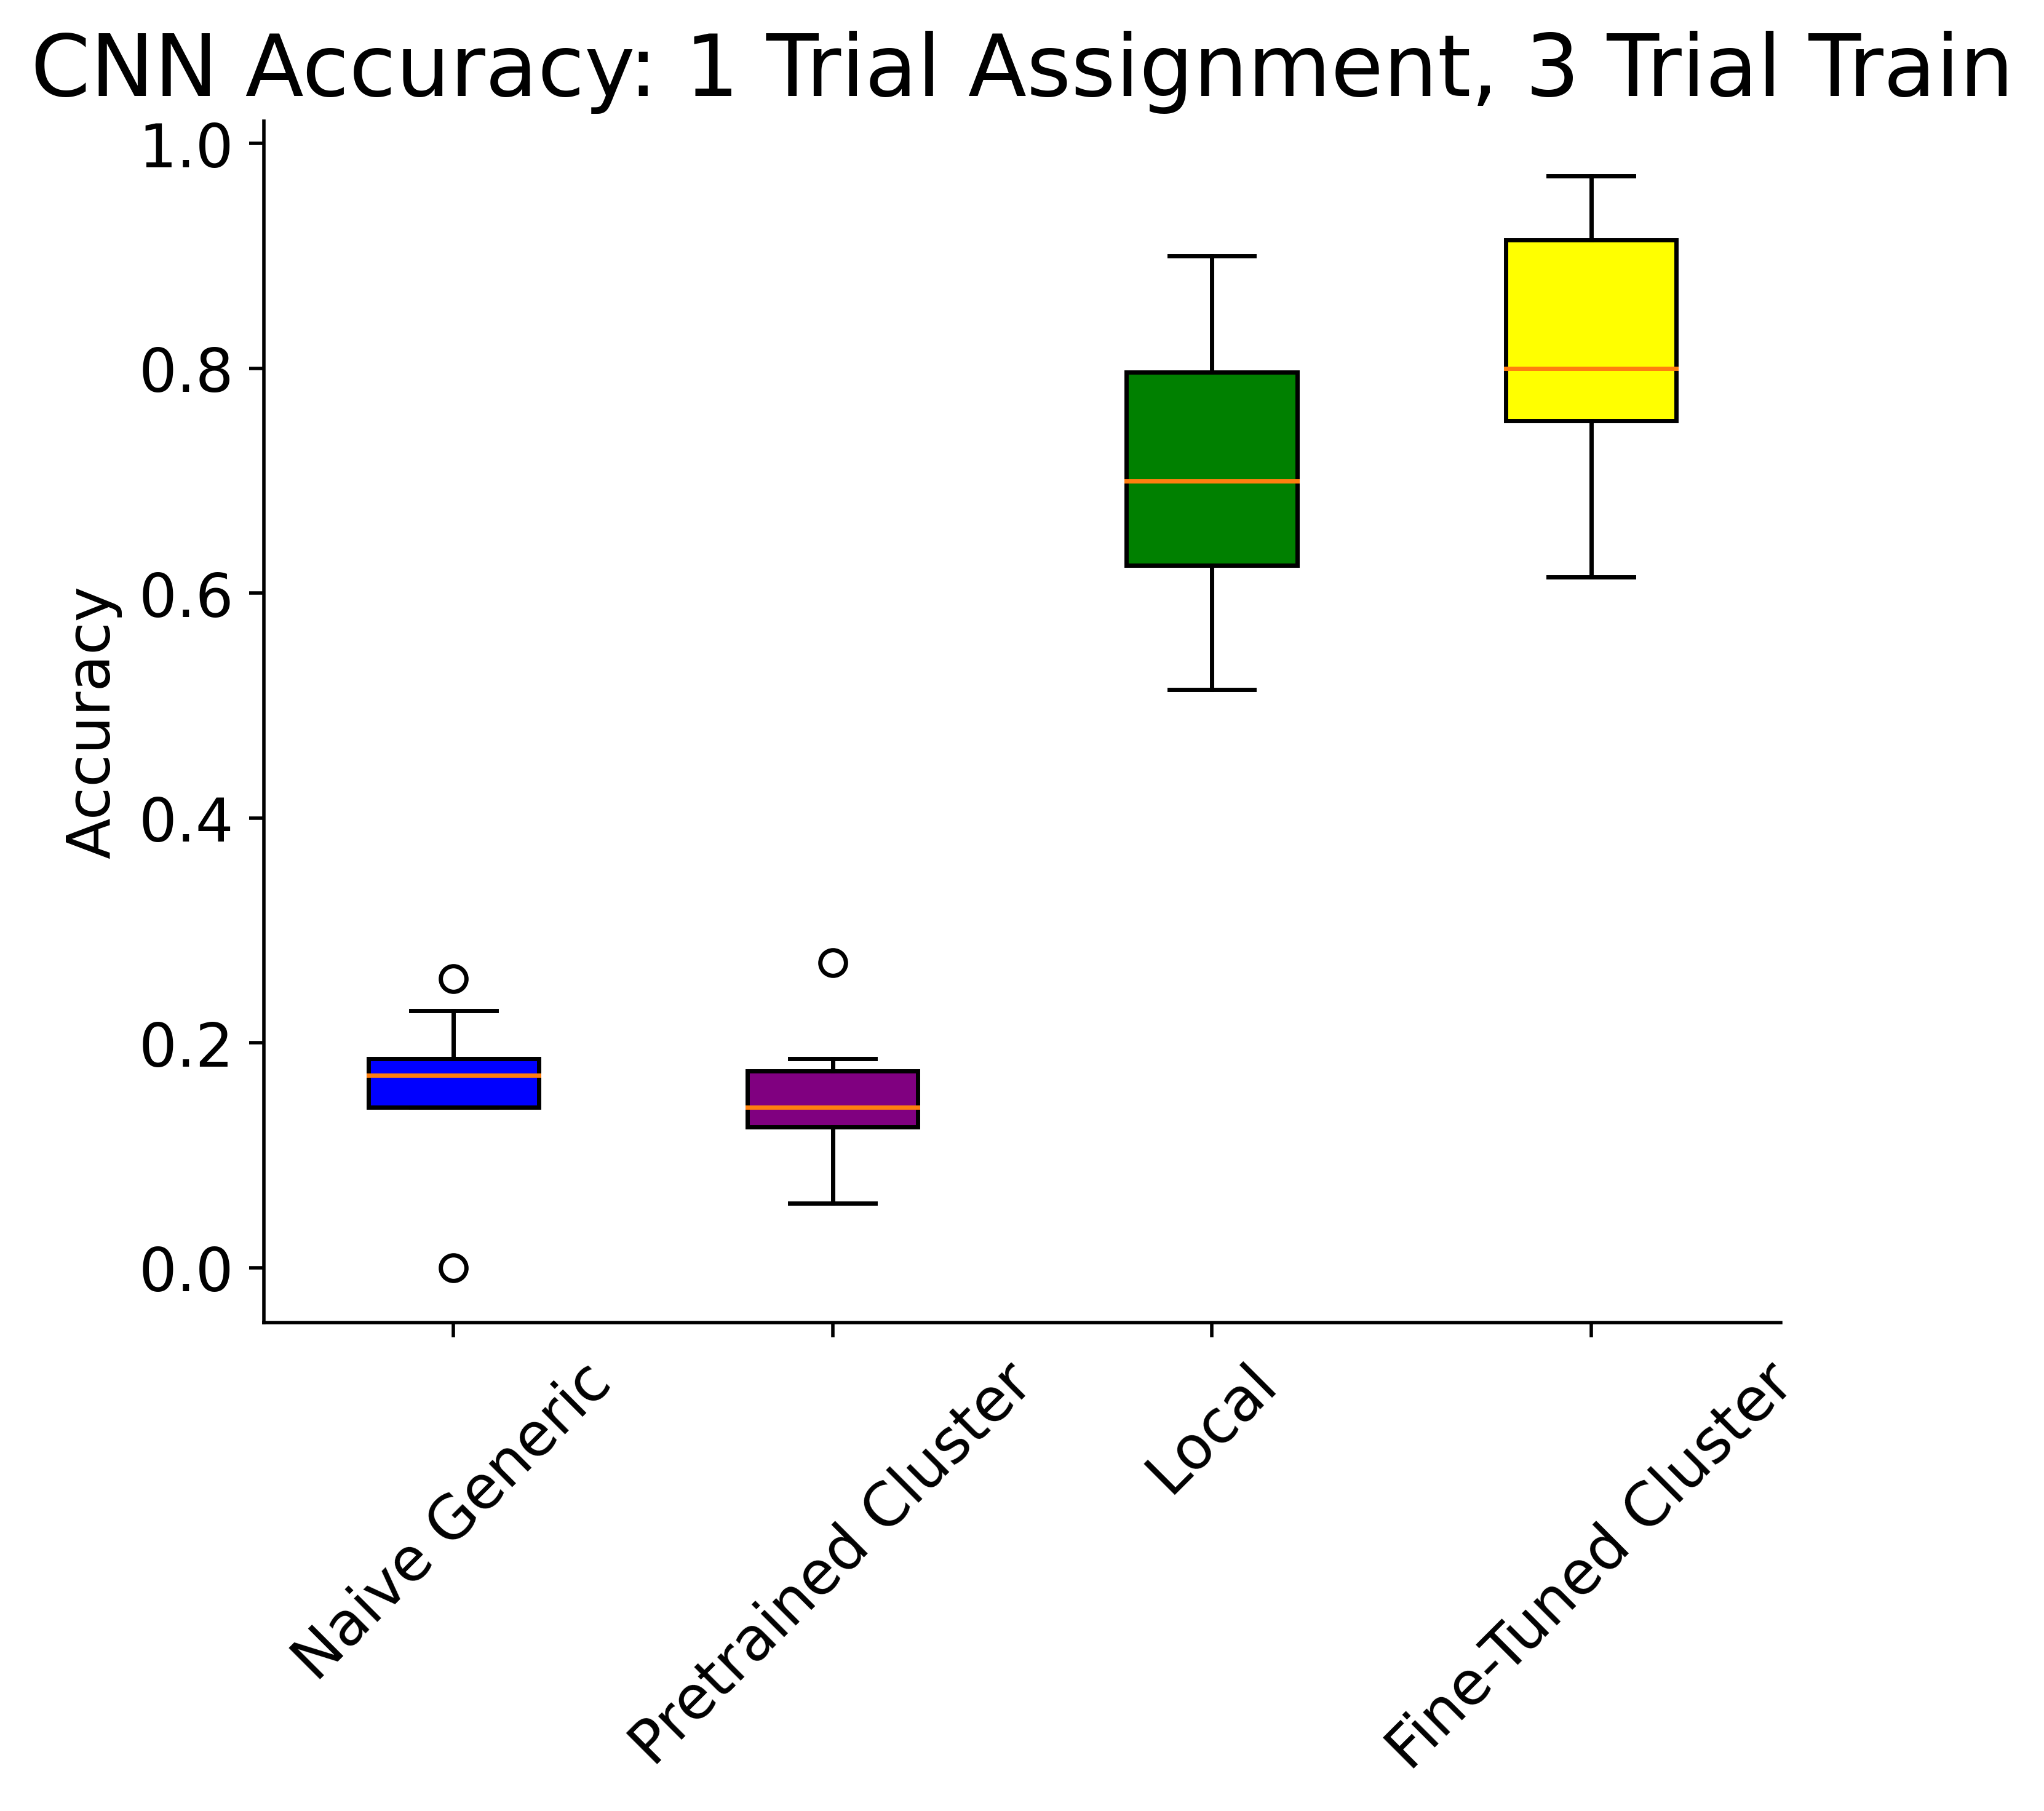 CNN Accuracy: 1 Trial Assignment, 3 Trial Train
1.0
0.8
0.6
0.4
0.2
0.0
Accuracy
Naive Generic
Pretrained Cluster
Local
Fine-Tuned Cluster